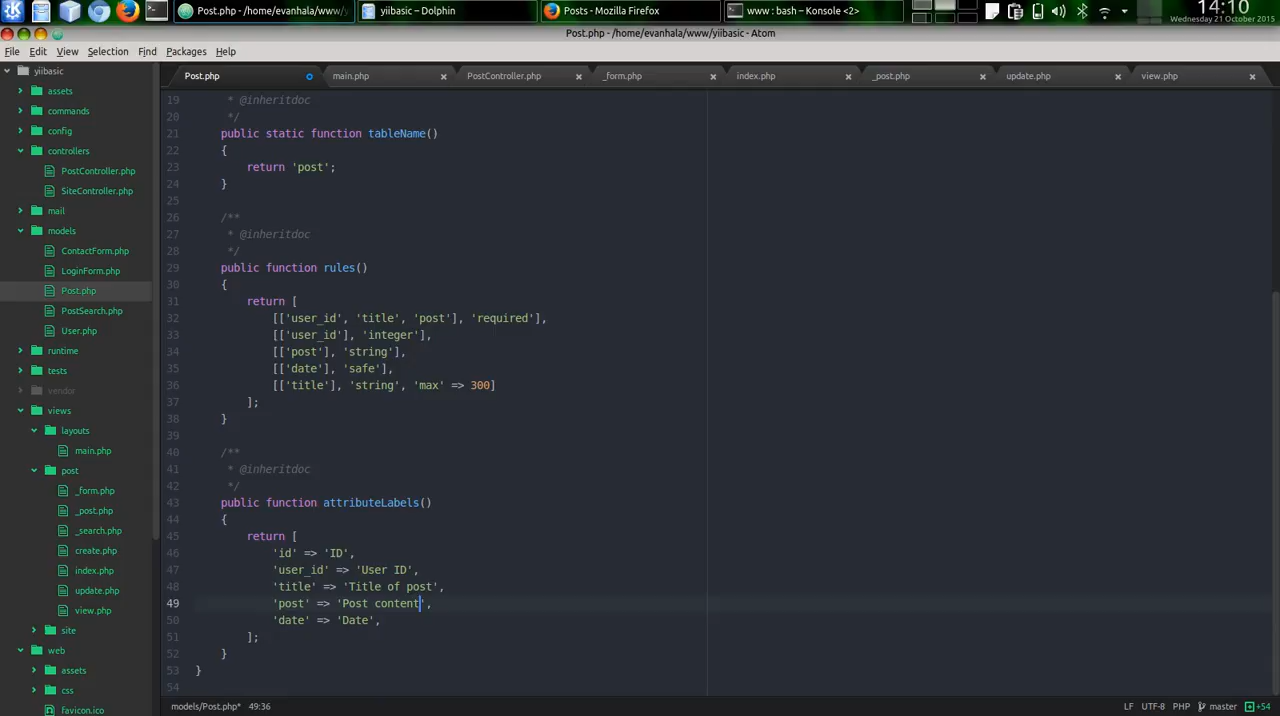 Post.php - /home/evanhala/www/y
yiibasic – Dolphin
Posts - Mozilla Firefox
www : bash – Konsole <2>
14:10
Wednesday 21 October 2015
Post.php - /home/evanhala/www/yiibasic - Atom
File Edit View Selection Find Packages Help
yiibasic
assets
commands
config
controllers
PostController.php
SiteController.php
mail
models
ContactForm.php
LoginForm.php
Post.php
PostSearch.php
User.php
runtime
tests
vendor
views
layouts
main.php
post
_form.php
_post.php
_search.php
create.php
index.php
update.php
view.php
site
web
assets
css
favicon.ico
Post.php main.php PostController.php _form.php index.php _post.php update.php view.php
19 * @inheritdoc
20 */
21 public static function tableName()
22 {
23 return 'post';
24 }
25
26 /**
27 * @inheritdoc
28 */
29 public function rules()
30 {
31 return [
32 [['user_id', 'title', 'post'], 'required'],
33 [['user_id'], 'integer'],
34 [['post'], 'string'],
35 [['date'], 'safe'],
36 [['title'], 'string', 'max' => 300]
37 ];
38 }
39
40 /**
41 * @inheritdoc
42 */
43 public function attributeLabels()
44 {
45 return [
46 'id' => 'ID',
47 'user_id' => 'User ID',
48 'title' => 'Title of post',
49 'post' => 'Post content',
50 'date' => 'Date',
51 ];
52 }
53 }
54
models/Post.php* 49:36 LF UTF-8 PHP master +54